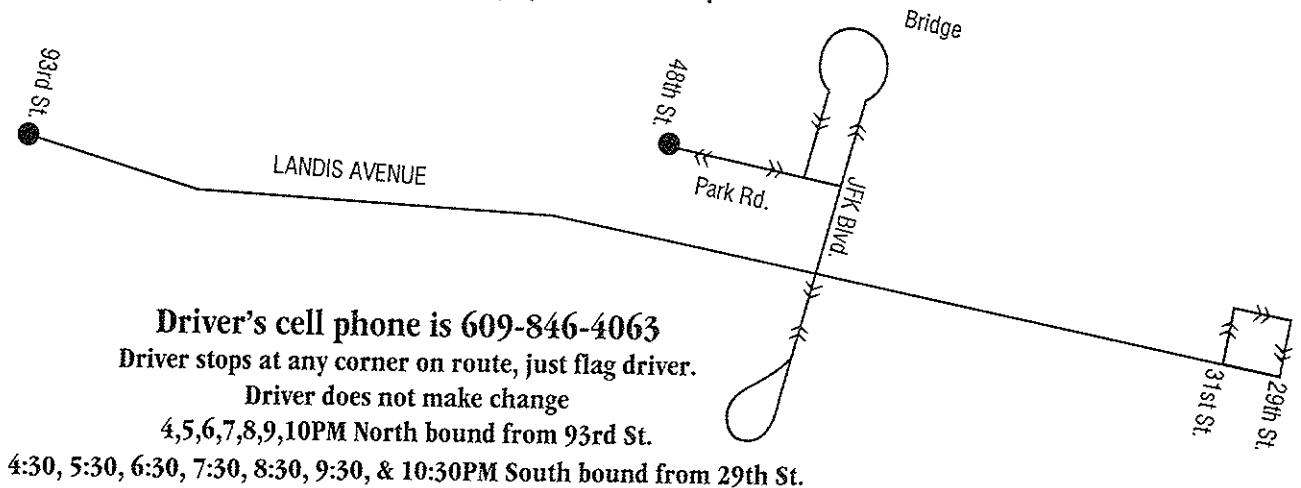 Bridge
93rd St.
48th St.
LANDIS AVENUE
Park Rd.
JFK Blvd.
Driver's cell phone is 609-846-4063
Driver stops at any corner on route, just flag driver.
Driver does not make change
4,5,6,7,8,9,10PM North bound from 93rd St.
4:30, 5:30, 6:30, 7:30, 8:30, 9:30, & 10:30PM South bound from 29th St.
31st St.
29th St.